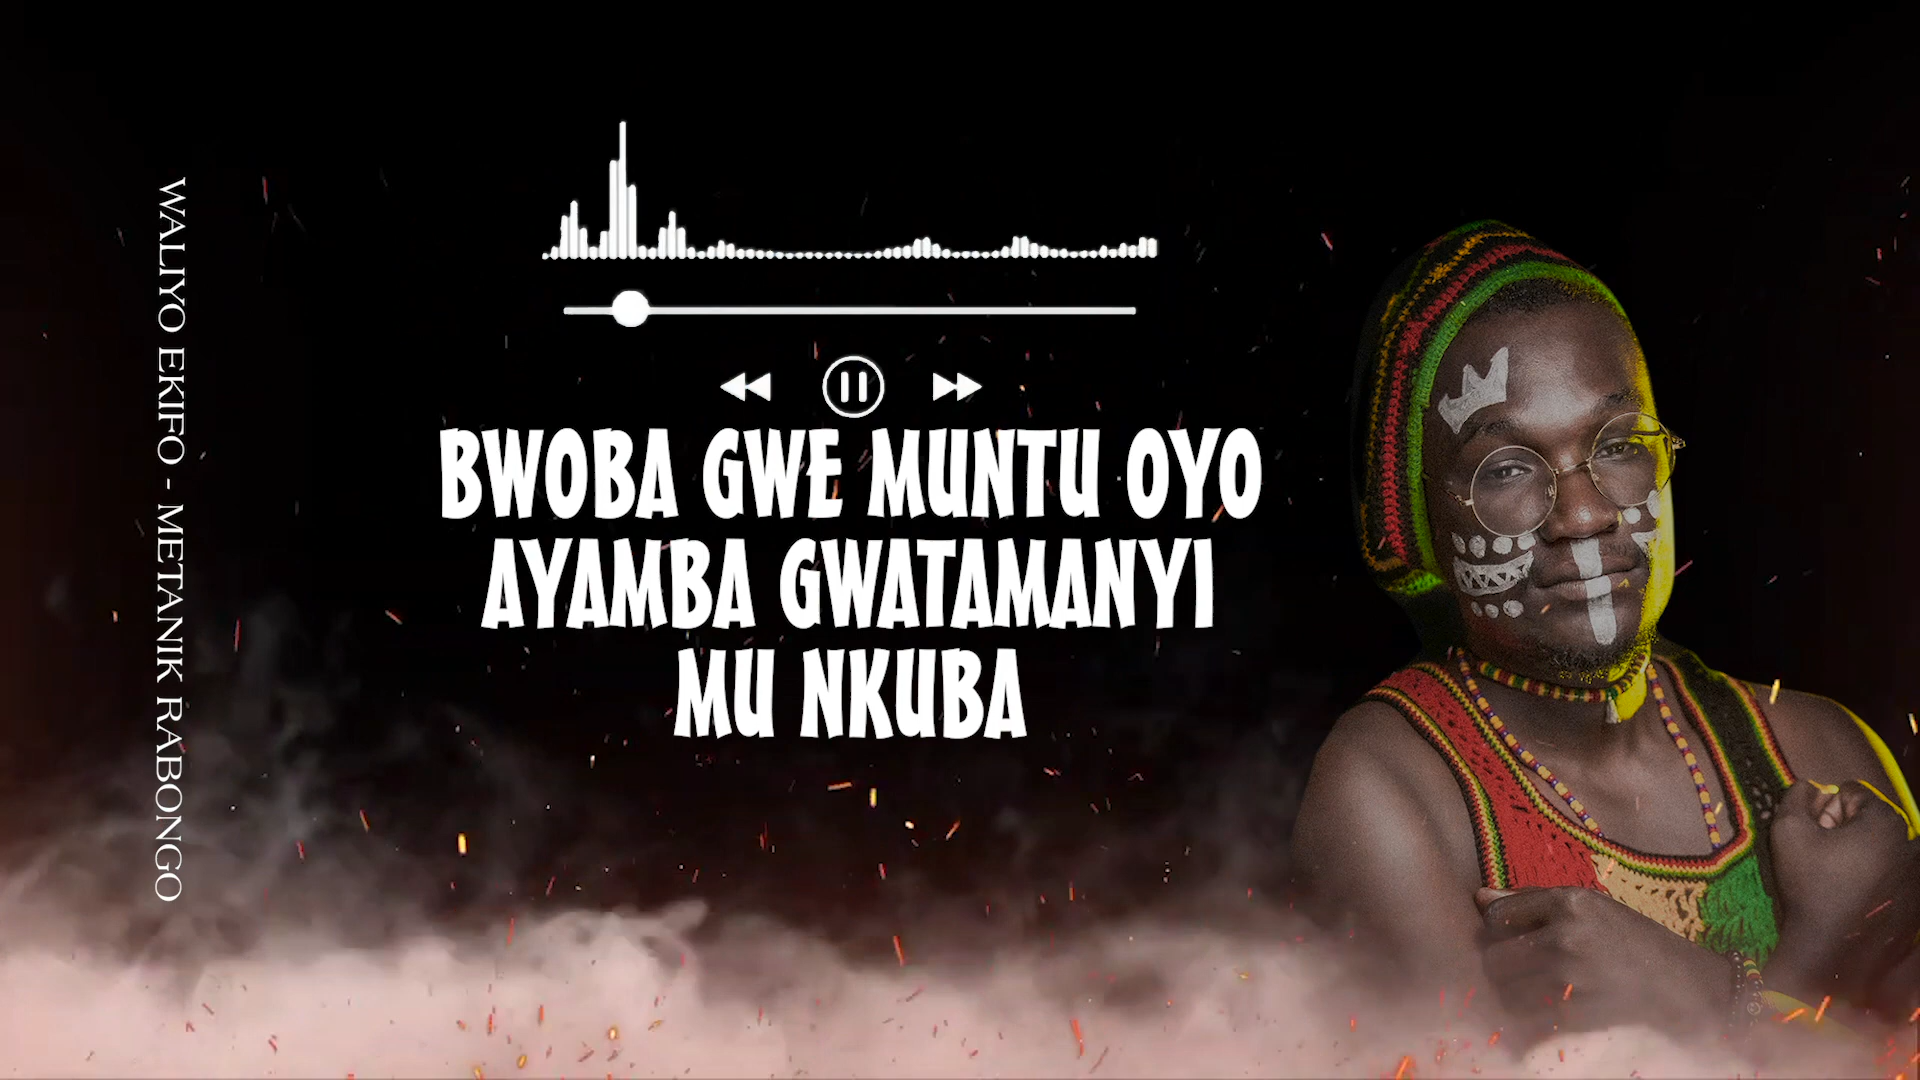 WALIYO EKIFO - METANIK RABONGO
BWOBA GWE MUNTU OYO
AYAMBA GWATAMANYI
MU NKUBA